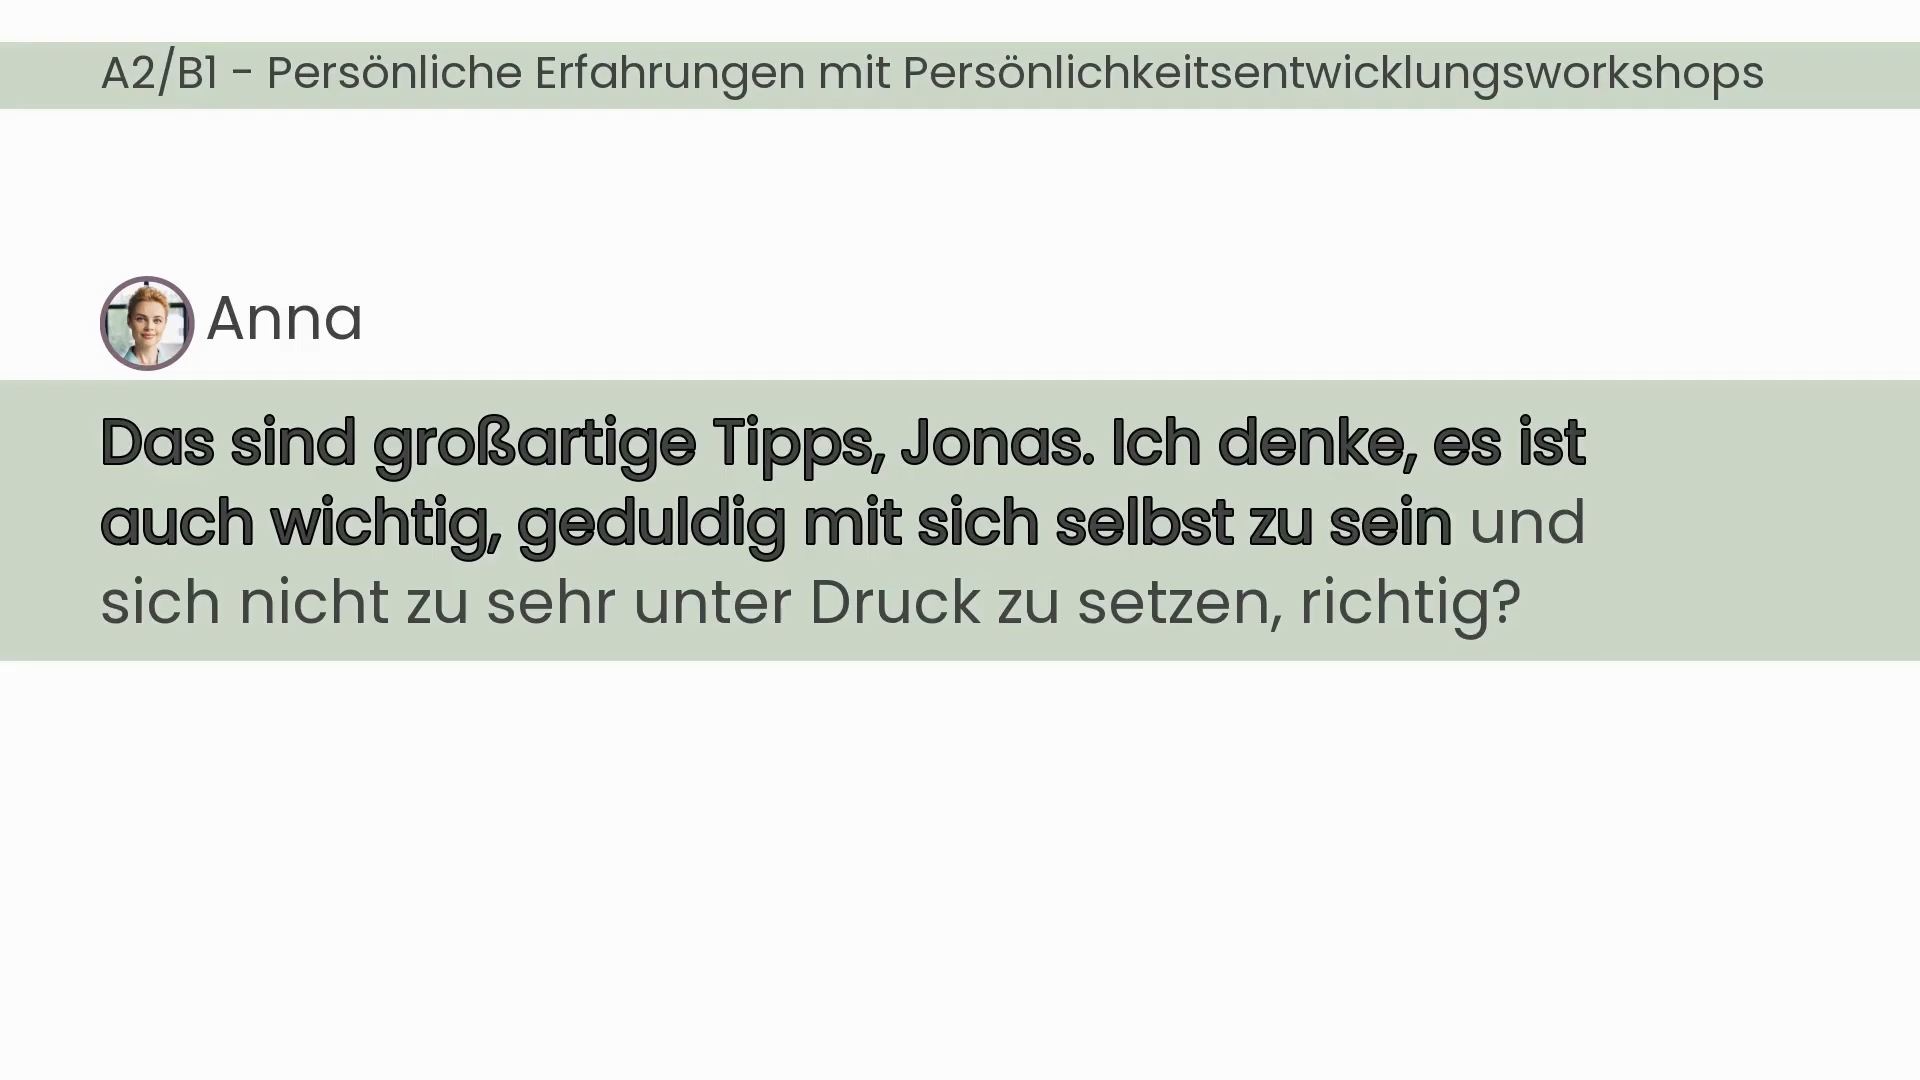 A2/B1 - Persönliche Erfahrungen mit Persönlichkeitsentwicklungsworkshops
Anna
Das sind großartige Tipps, Jonas. Ich denke, es ist
auch wichtig, geduldig mit sich selbst zu sein und
sich nicht zu sehr unter Druck zu setzen, richtig?